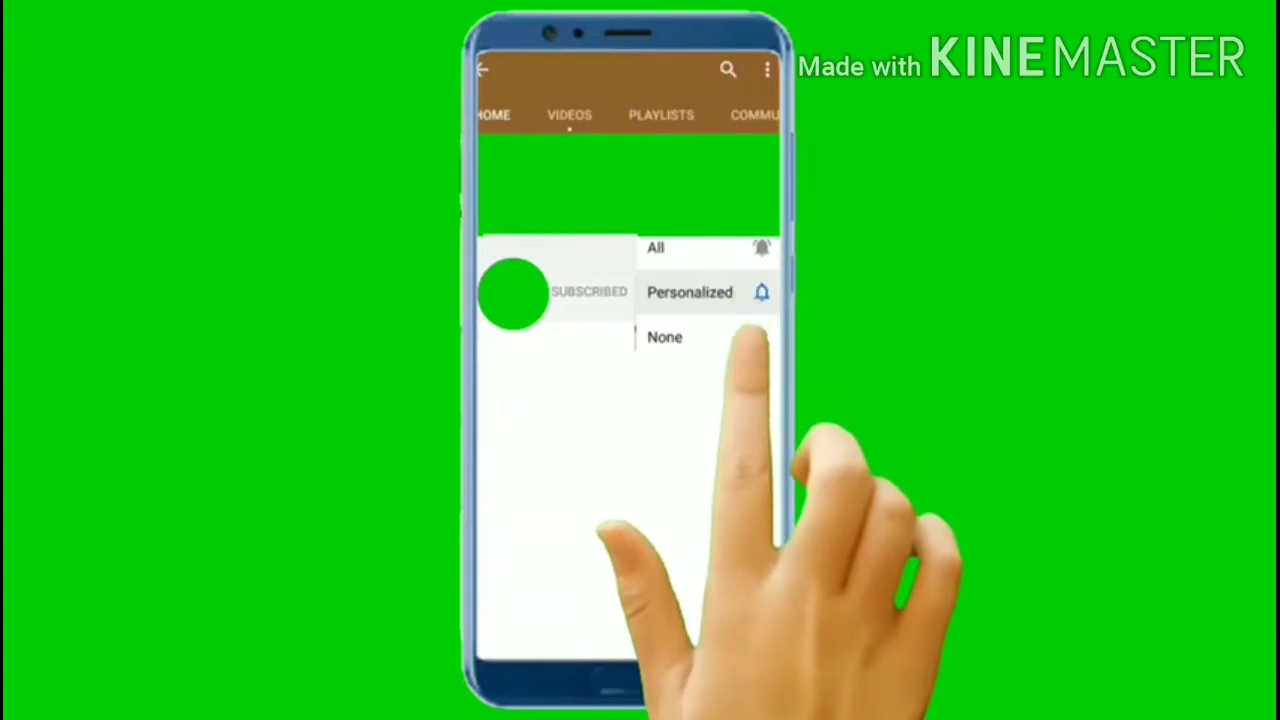 Made with KINEMASTER
HOME VIDEOS PLAYLISTS COMMU
All
SUBSCRIBED Personalized
None